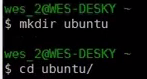 wes_2@WES-DESKY ~
$ mkdir ubuntu
wes_2@WES-DESKY ~
$ cd ubuntu/